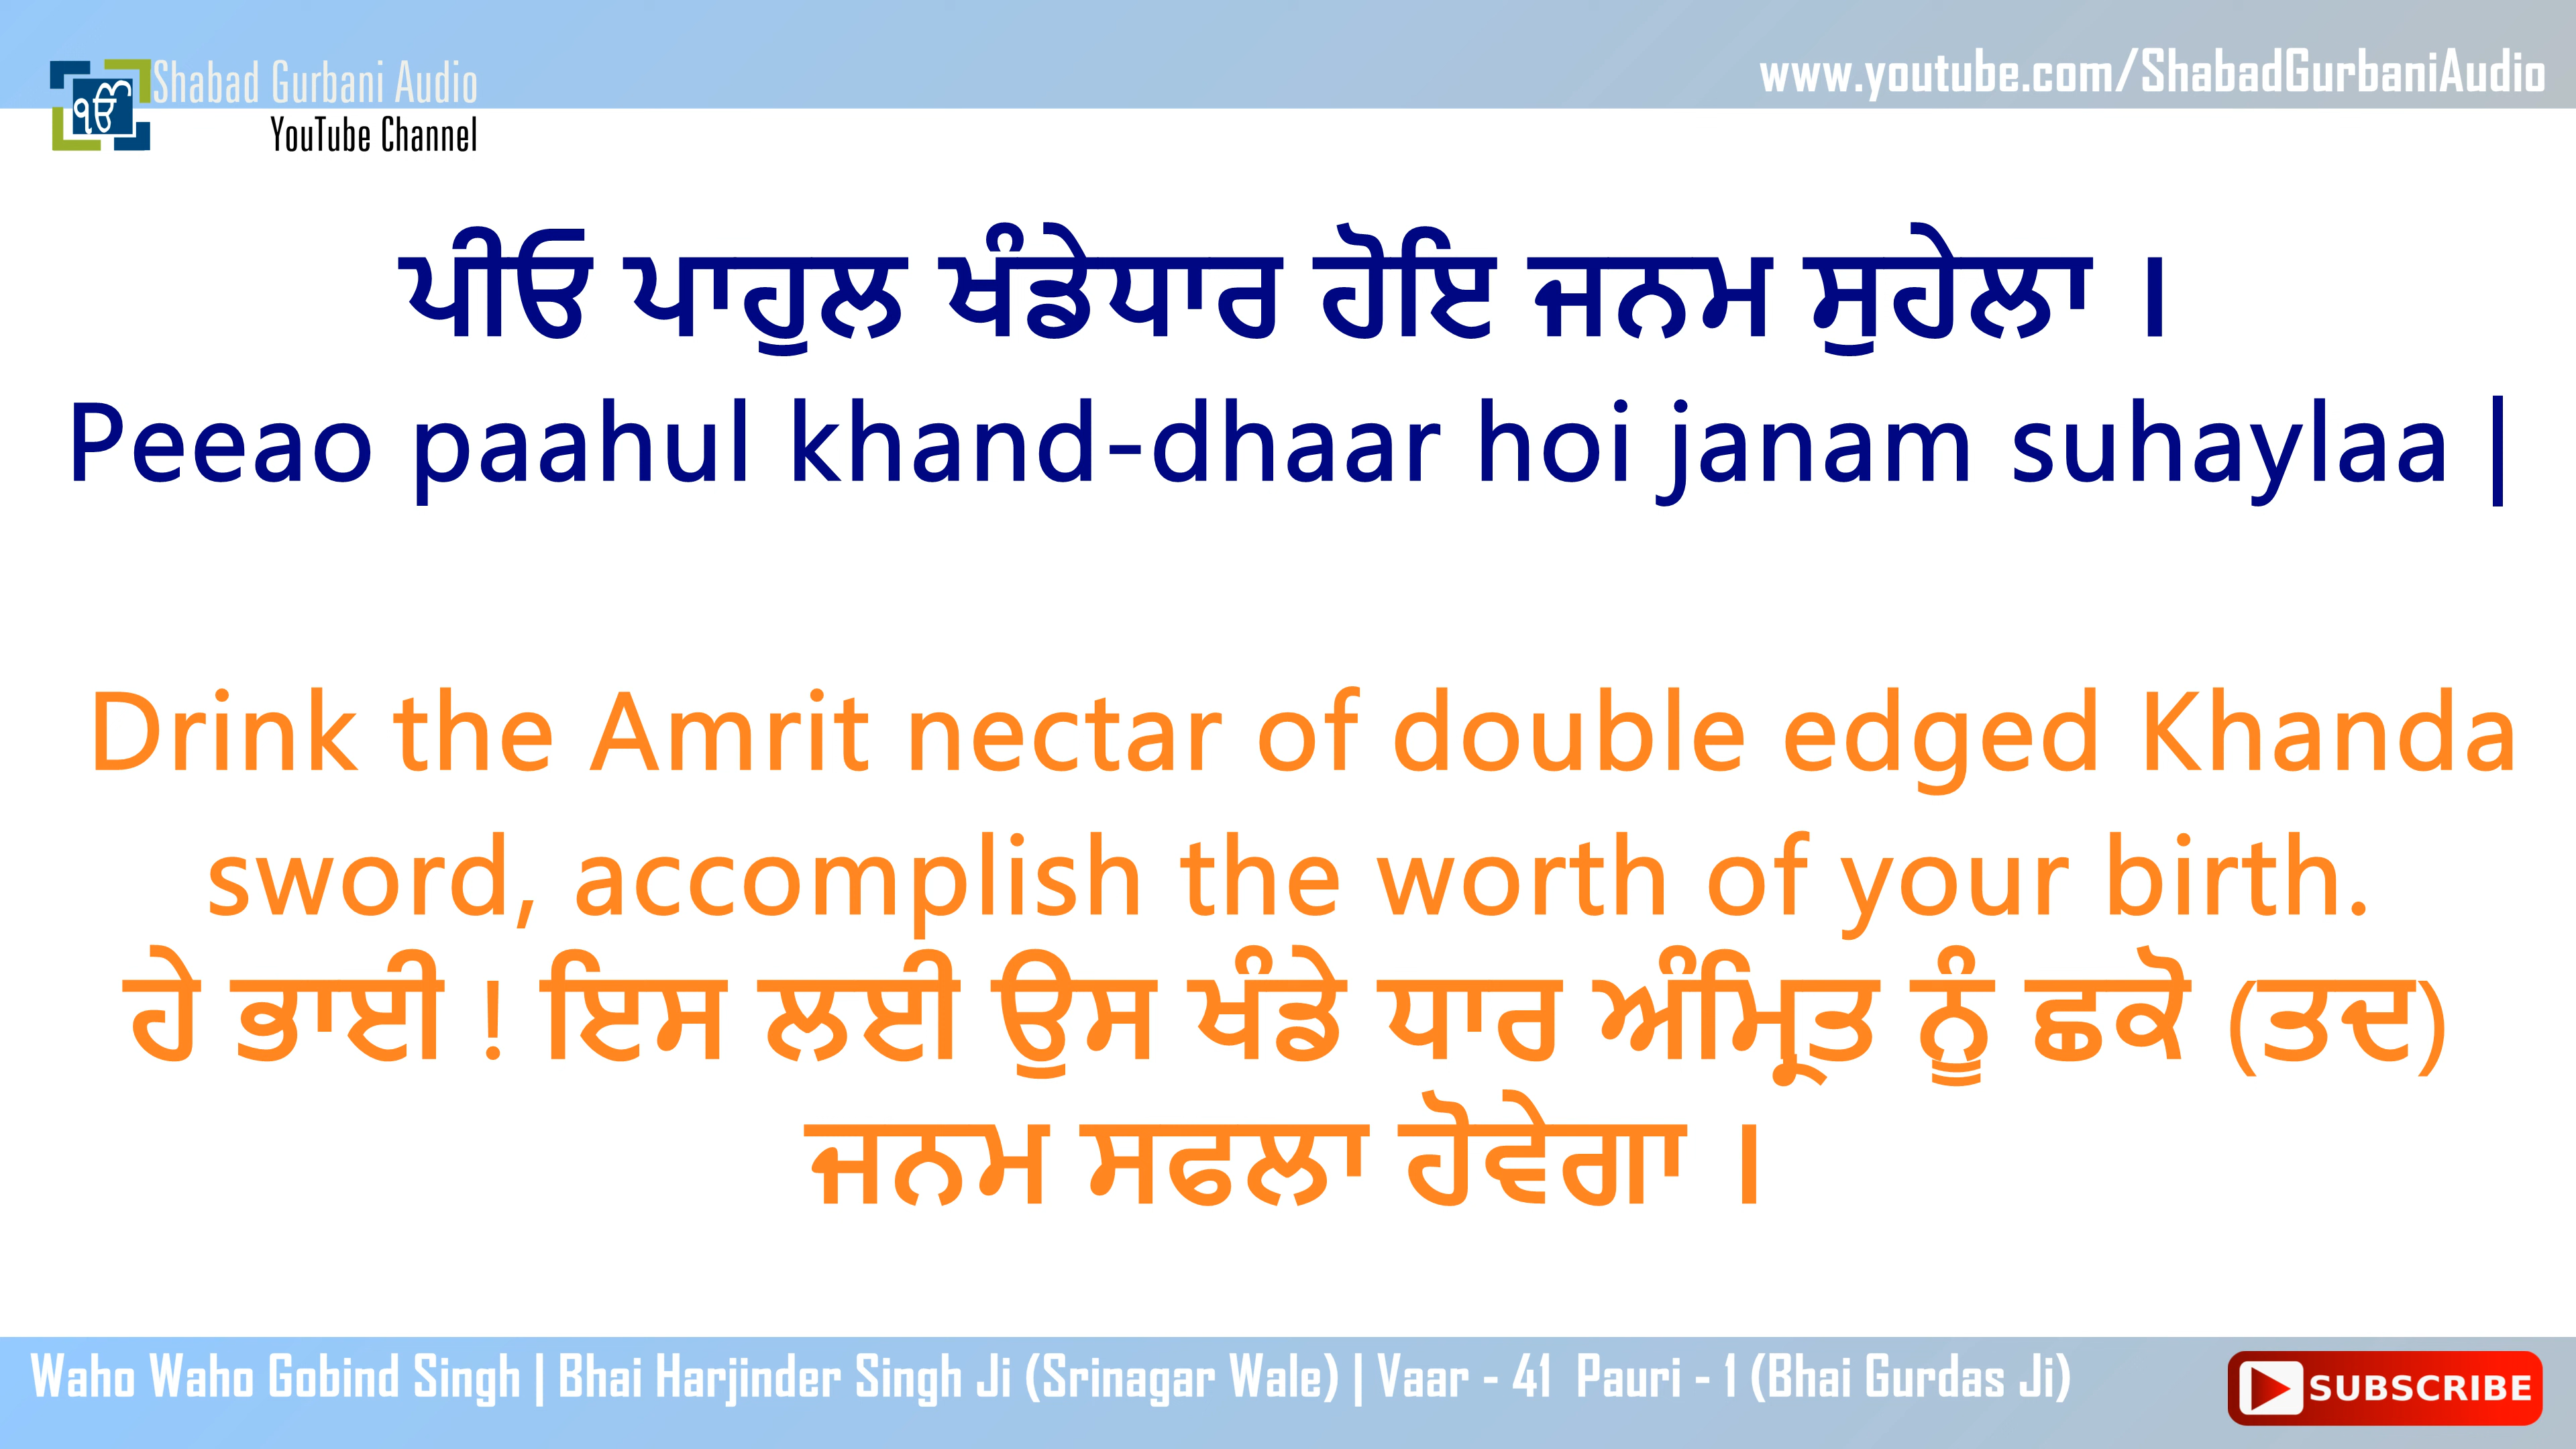 Shabad Gurbani Audio
YouTube Channel
www.youtube.com/ShabadGurbaniAudio
ੴ
ਪੀਓ ਪਾਹੁਲ ਖੰਡੇਧਾਰ ਹੋਇ ਜਨਮ ਸੁਹੇਲਾ ।
Peeao paahul khand-dhaar hoi janam suhaylaa |
Drink the Amrit nectar of double edged Khanda
sword, accomplish the worth of your birth.
ਹੇ ਭਾਈ ! ਇਸ ਲਈ ਉਸ ਖੰਡੇ ਧਾਰ ਅੰਮ੍ਰਿਤ ਨੂੰ ਛਕੋ (ਤਦ)
ਜਨਮ ਸਫਲਾ ਹੋਵੇਗਾ ।
Waho Waho Gobind Singh | Bhai Harjinder Singh Ji (Srinagar Wale) | Vaar - 41 Pauri - 1 (Bhai Gurdas Ji)
SUBSCRIBE